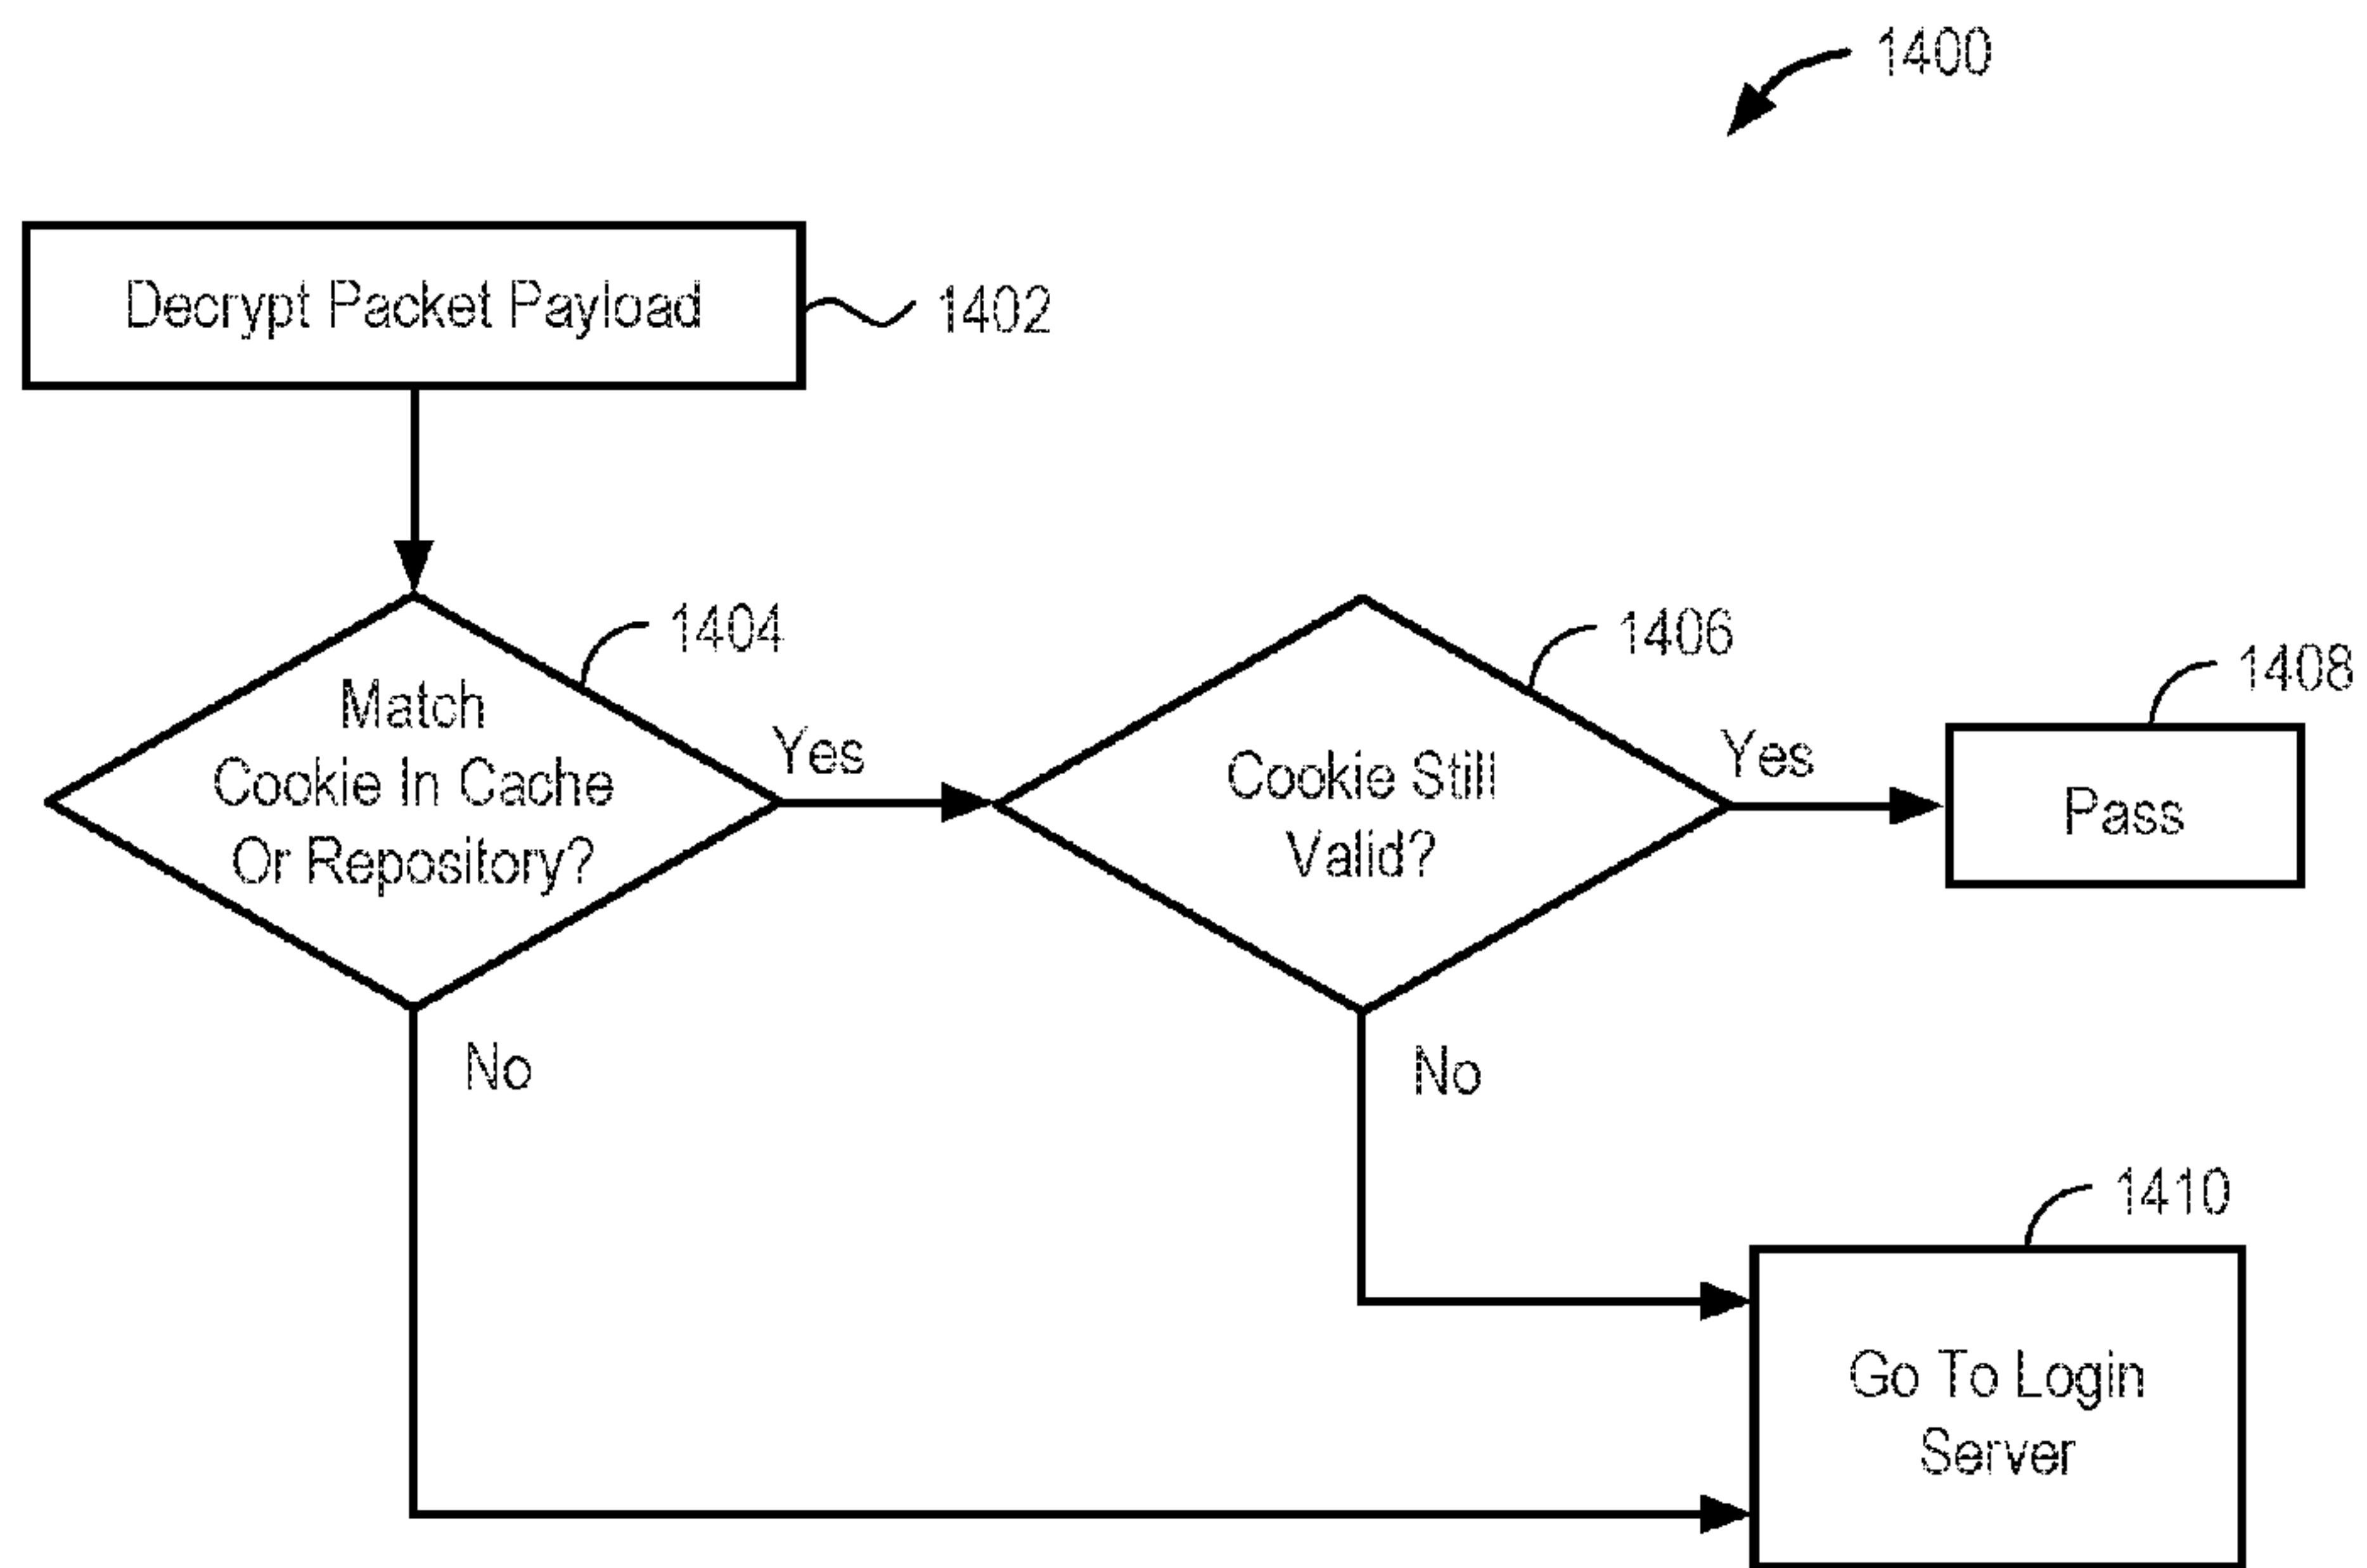 1400
Decrypt Packet Payload
1402
1404
Match
Cookie In Cache
Or Repository?
Yes
No
1406
Cookie Still
Valid?
Yes
No
1408
Pass
1410
Go To Login
Server